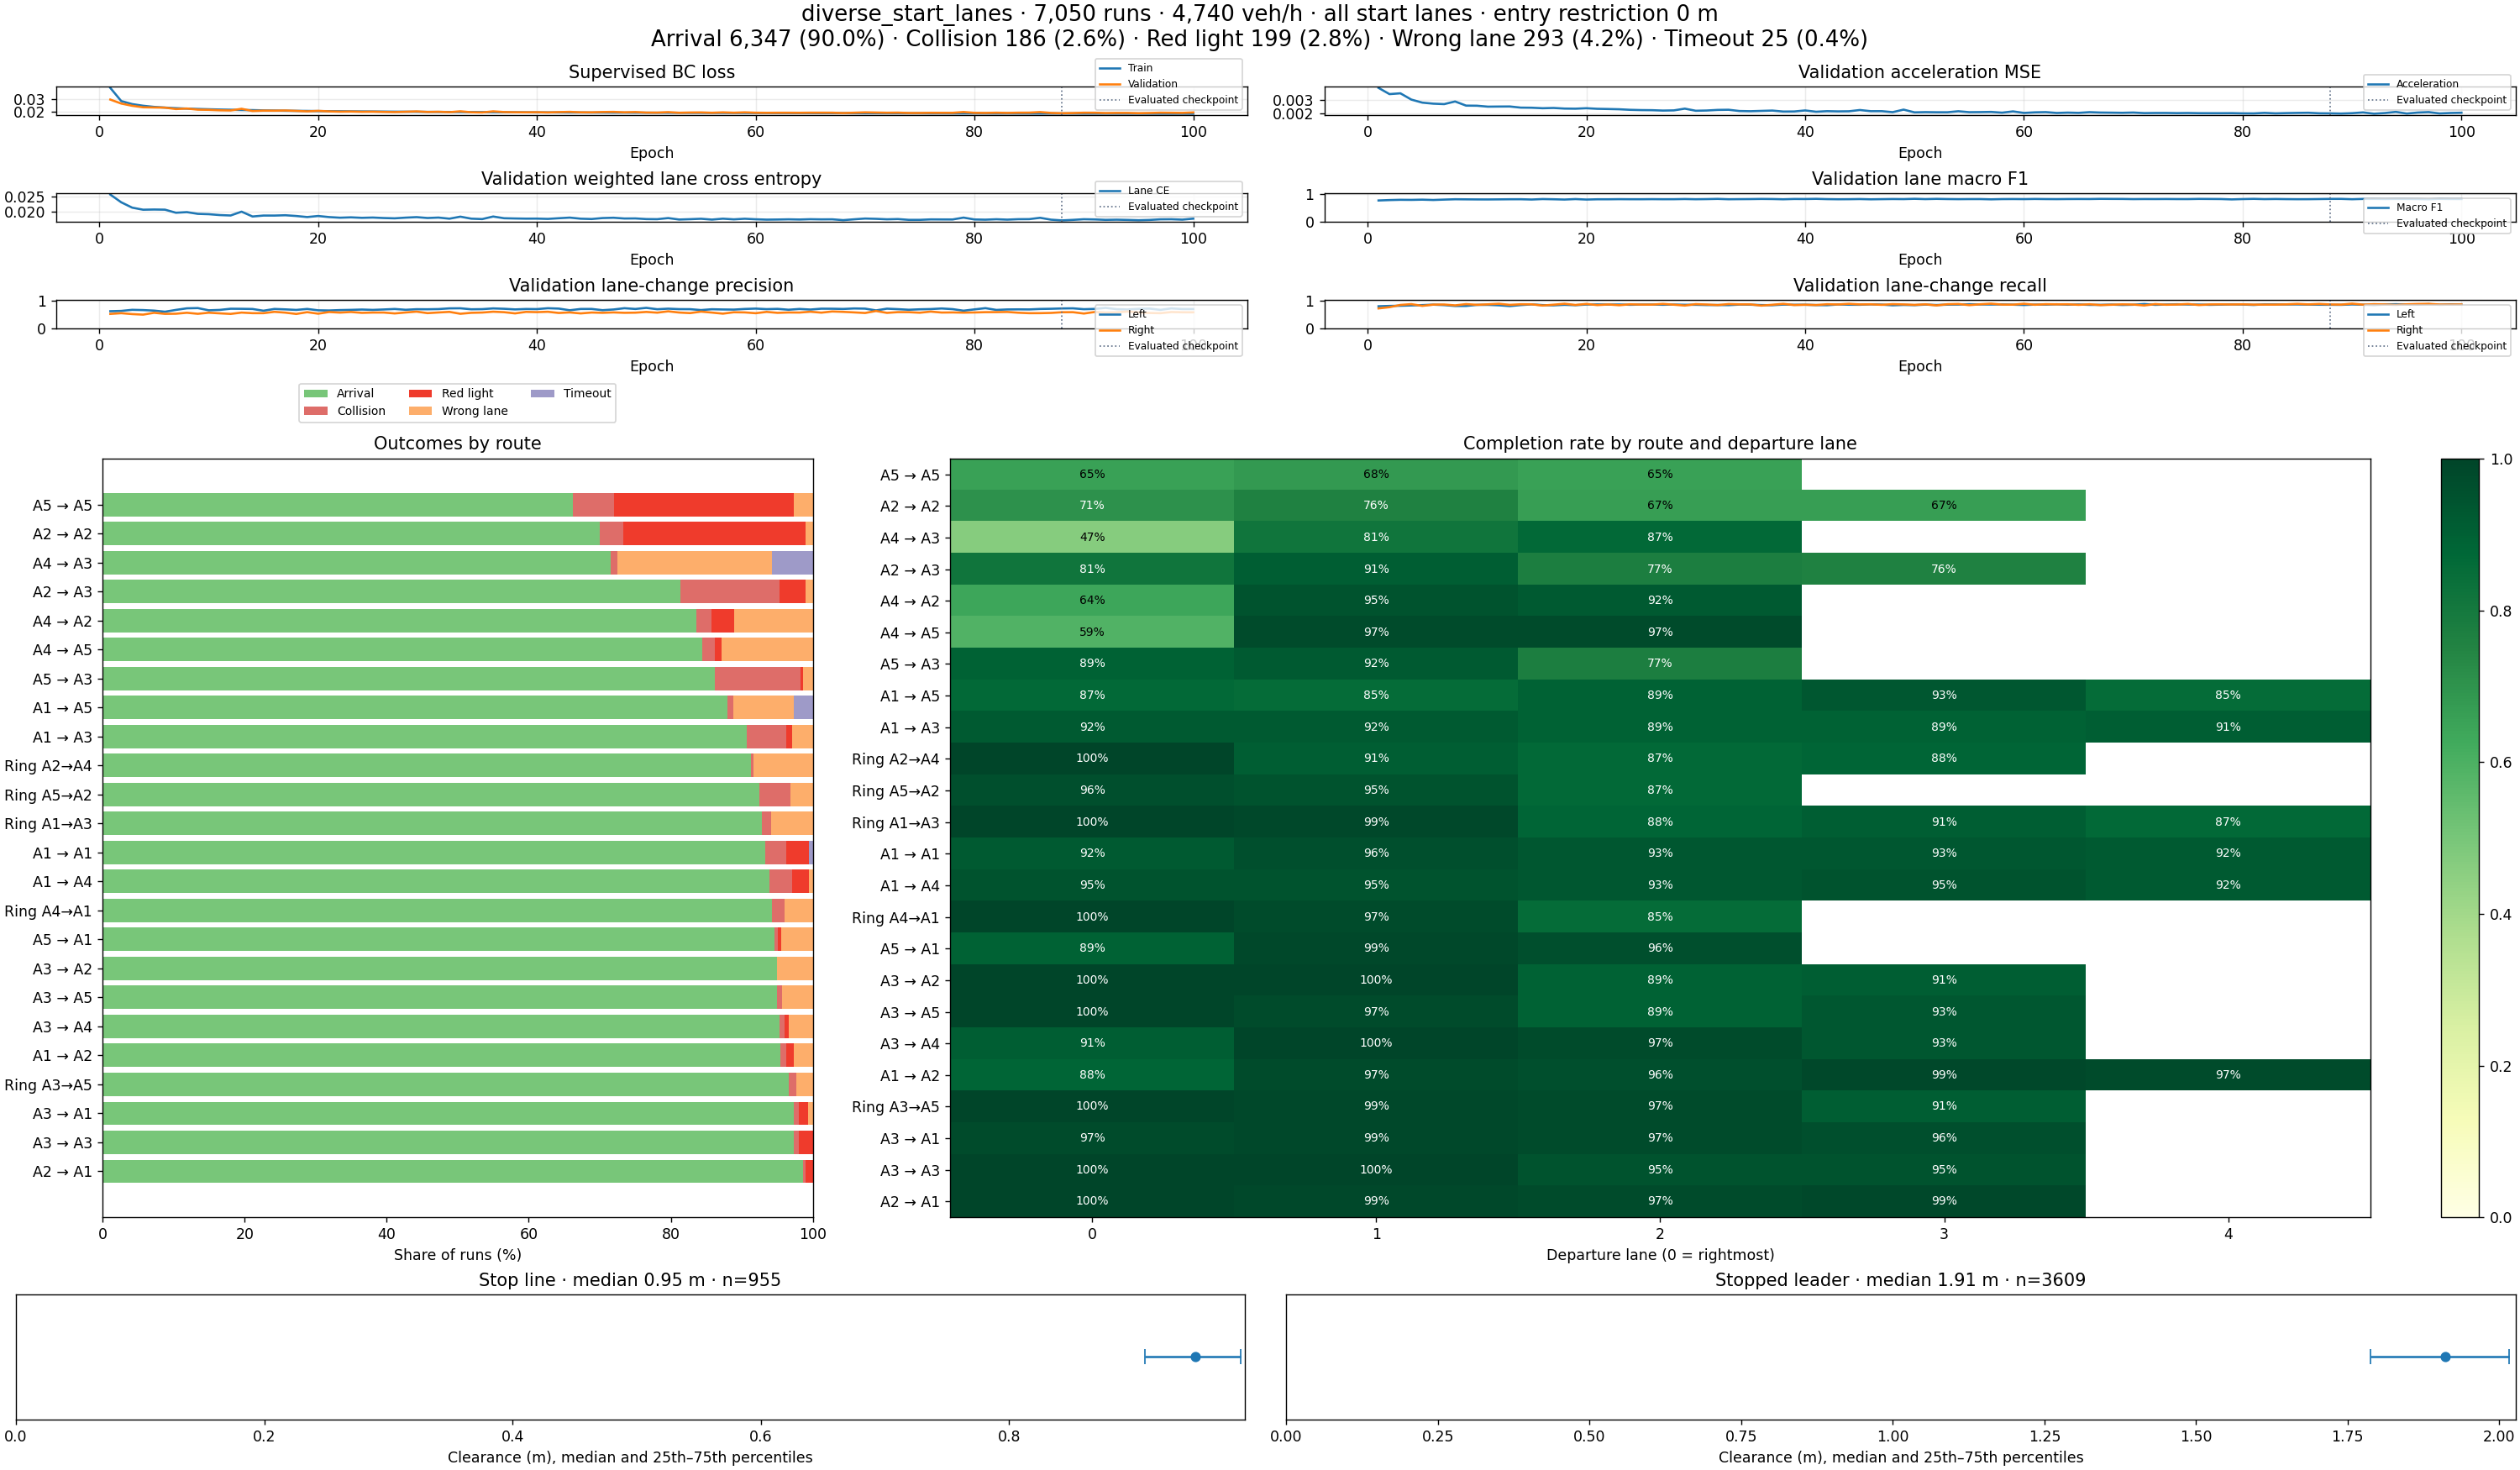 diverse_start_lanes · 7,050 runs · 4,740 veh/h · all start lanes · entry restriction 0 m
Arrival 6,347 (90.0%) · Collision 186 (2.6%) · Red light 199 (2.8%) · Wrong lane 293 (4.2%) · Timeout 25 (0.4%)
Supervised BC loss
Train
Validation
Evaluated checkpoint
0.03
0.02
0 20 40 60 80 100
Epoch
Validation acceleration MSE
Acceleration
Evaluated checkpoint
0.003
0.002
0 20 40 60 80 100
Epoch
Validation weighted lane cross entropy
Lane CE
Evaluated checkpoint
0.025
0.020
0 20 40 60 80 100
Epoch
Validation lane macro F1
Macro F1
Evaluated checkpoint
1
0
0 20 40 60 80 100
Epoch
Validation lane-change precision
Left
Right
Evaluated checkpoint
1
0
0 20 40 60 80
Epoch
Validation lane-change recall
Left
Right
Evaluated checkpoint
1
0
0 20 40 60 80
Epoch
Arrival Red light Timeout
Collision Wrong lane
Outcomes by route
A5 → A5
A2 → A2
A4 → A3
A2 → A3
A4 → A2
A4 → A5
A5 → A3
A1 → A5
A1 → A3
Ring A2→A4
Ring A5→A2
Ring A1→A3
A1 → A1
A1 → A4
Ring A4→A1
A5 → A1
A3 → A2
A3 → A5
A3 → A4
A1 → A2
Ring A3→A5
A3 → A1
A3 → A3
A2 → A1
0 20 40 60 80 100
Share of runs (%)
Completion rate by route and departure lane
A5 → A5 65% 68% 65%
A2 → A2 71% 76% 67% 67%
A4 → A3 47% 81% 87%
A2 → A3 81% 91% 77% 76%
A4 → A2 64% 95% 92%
A4 → A5 59% 97% 97%
A5 → A3 89% 92% 77%
A1 → A5 87% 85% 89% 93% 85%
A1 → A3 92% 92% 89% 89% 91%
Ring A2→A4 100% 91% 87% 88%
Ring A5→A2 96% 95% 87%
Ring A1→A3 100% 99% 88% 91% 87%
A1 → A1 92% 96% 93% 93% 92%
A1 → A4 95% 95% 93% 95% 92%
Ring A4→A1 100% 97% 85%
A5 → A1 89% 99% 96%
A3 → A2 100% 100% 89% 91%
A3 → A5 100% 97% 89% 93%
A3 → A4 91% 100% 97% 93%
A1 → A2 88% 97% 96% 99% 97%
Ring A3→A5 100% 99% 97% 91%
A3 → A1 97% 99% 97% 96%
A3 → A3 100% 100% 95% 95%
A2 → A1 100% 99% 97% 99%
0 1 2 3 4
Departure lane (0 = rightmost)
1.0
0.8
0.6
0.4
0.2
0.0
Stop line · median 0.95 m · n=955
0.0 0.2 0.4 0.6 0.8
Clearance (m), median and 25th–75th percentiles
Stopped leader · median 1.91 m · n=3609
0.00 0.25 0.50 0.75 1.00 1.25 1.50 1.75 2.00
Clearance (m), median and 25th–75th percentiles